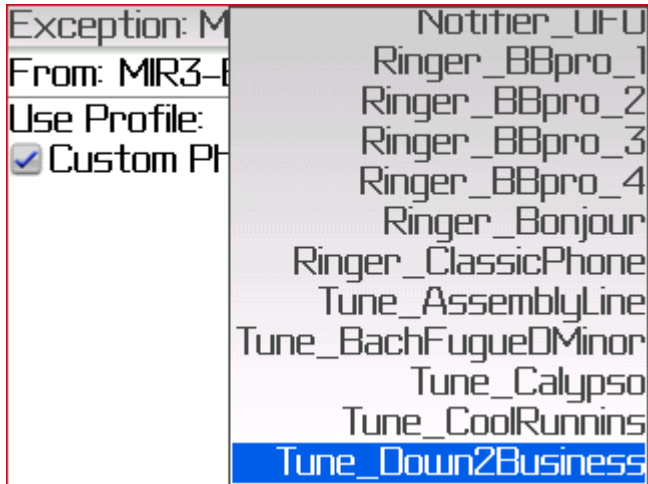 Exception: M
From: MIR3-E
Use Profile:
Custom Ph
Notifier_UFO
Ringer_BBpro_1
Ringer_BBpro_2
Ringer_BBpro_3
Ringer_BBpro_4
Ringer_Bonjour
Ringer_ClassicPhone
Tune_AssemblyLine
Tune_BachFugueDMinor
Tune_Calypso
Tune_CoolRunnins
Tune_Down2Business